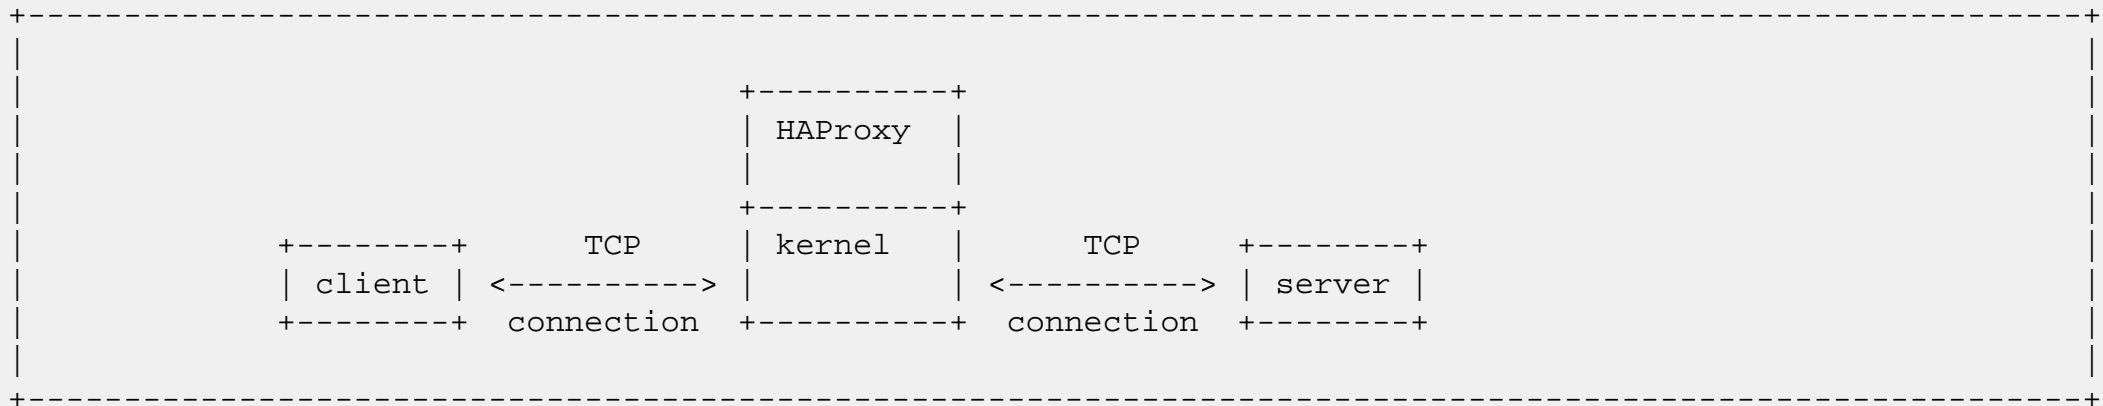 HAProxy
TCP kernel TCP
client <----------> <----------> server
connection connection